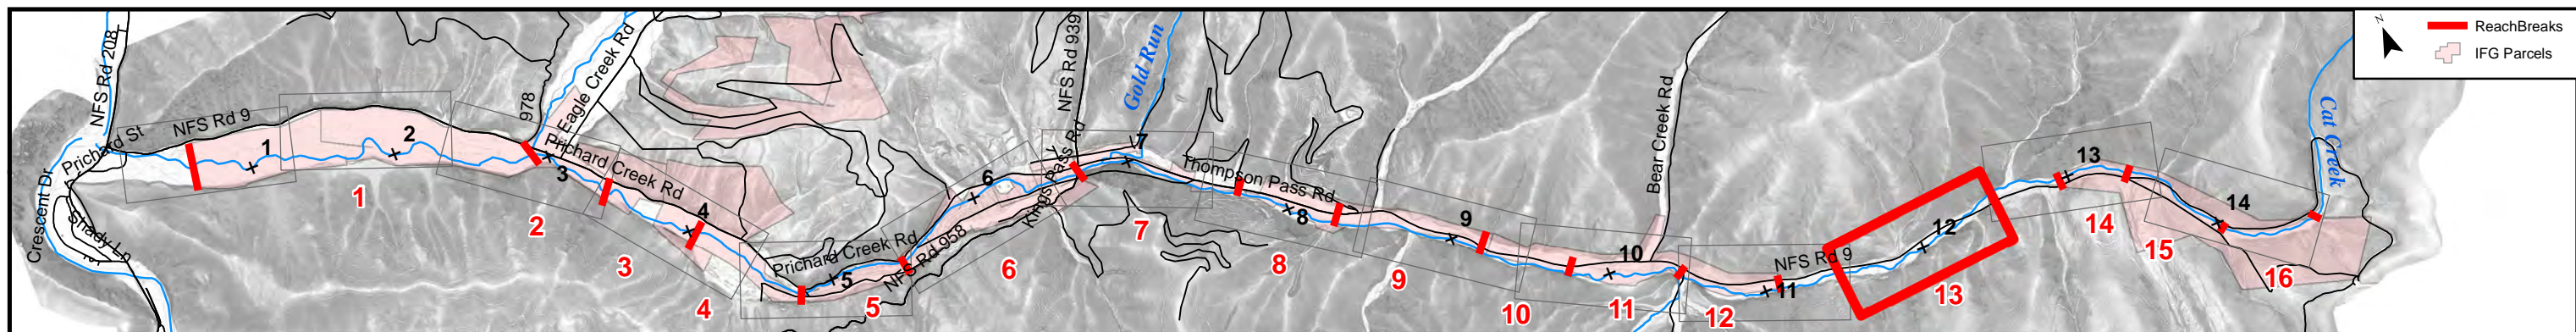 N
ReachBreaks
IFG Parcels
NFS Rd 208
Prichard St
NFS Rd 9
Crescent Dr
Shady Ln
978
Eagle Creek Rd
Prichard Creek Rd
Prichard Creek Rd
NFS Rd 958
Kings Pass Rd
NFS Rd 939
Gold Run
Thompson Pass Rd
Bear Creek Rd
NFS Rd 9
Cat Creek
1
2
3
4
5
6
7
8
9
10
11
12
13
14
1
2
3
4
5
6
7
8
9
10
11
12
13
14
15
16